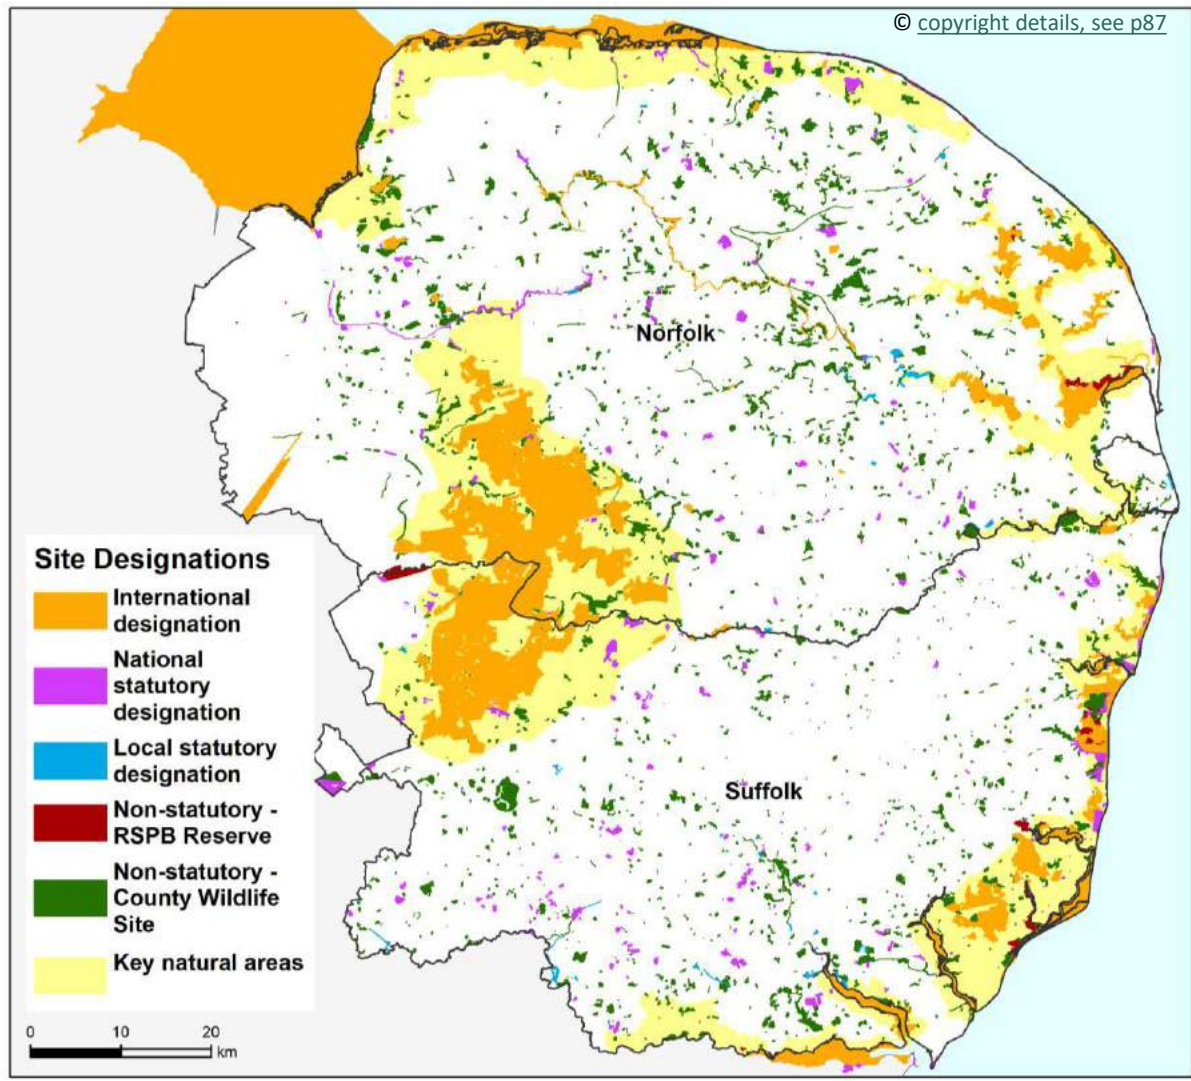 © copyright details, see p87
Norfolk
Site Designations
International
designation
National
statutory
designation
Local statutory
designation
Non-statutory -
RSPB Reserve
Non-statutory -
County Wildlife
Site
Key natural areas
Suffolk
0 10 20
km